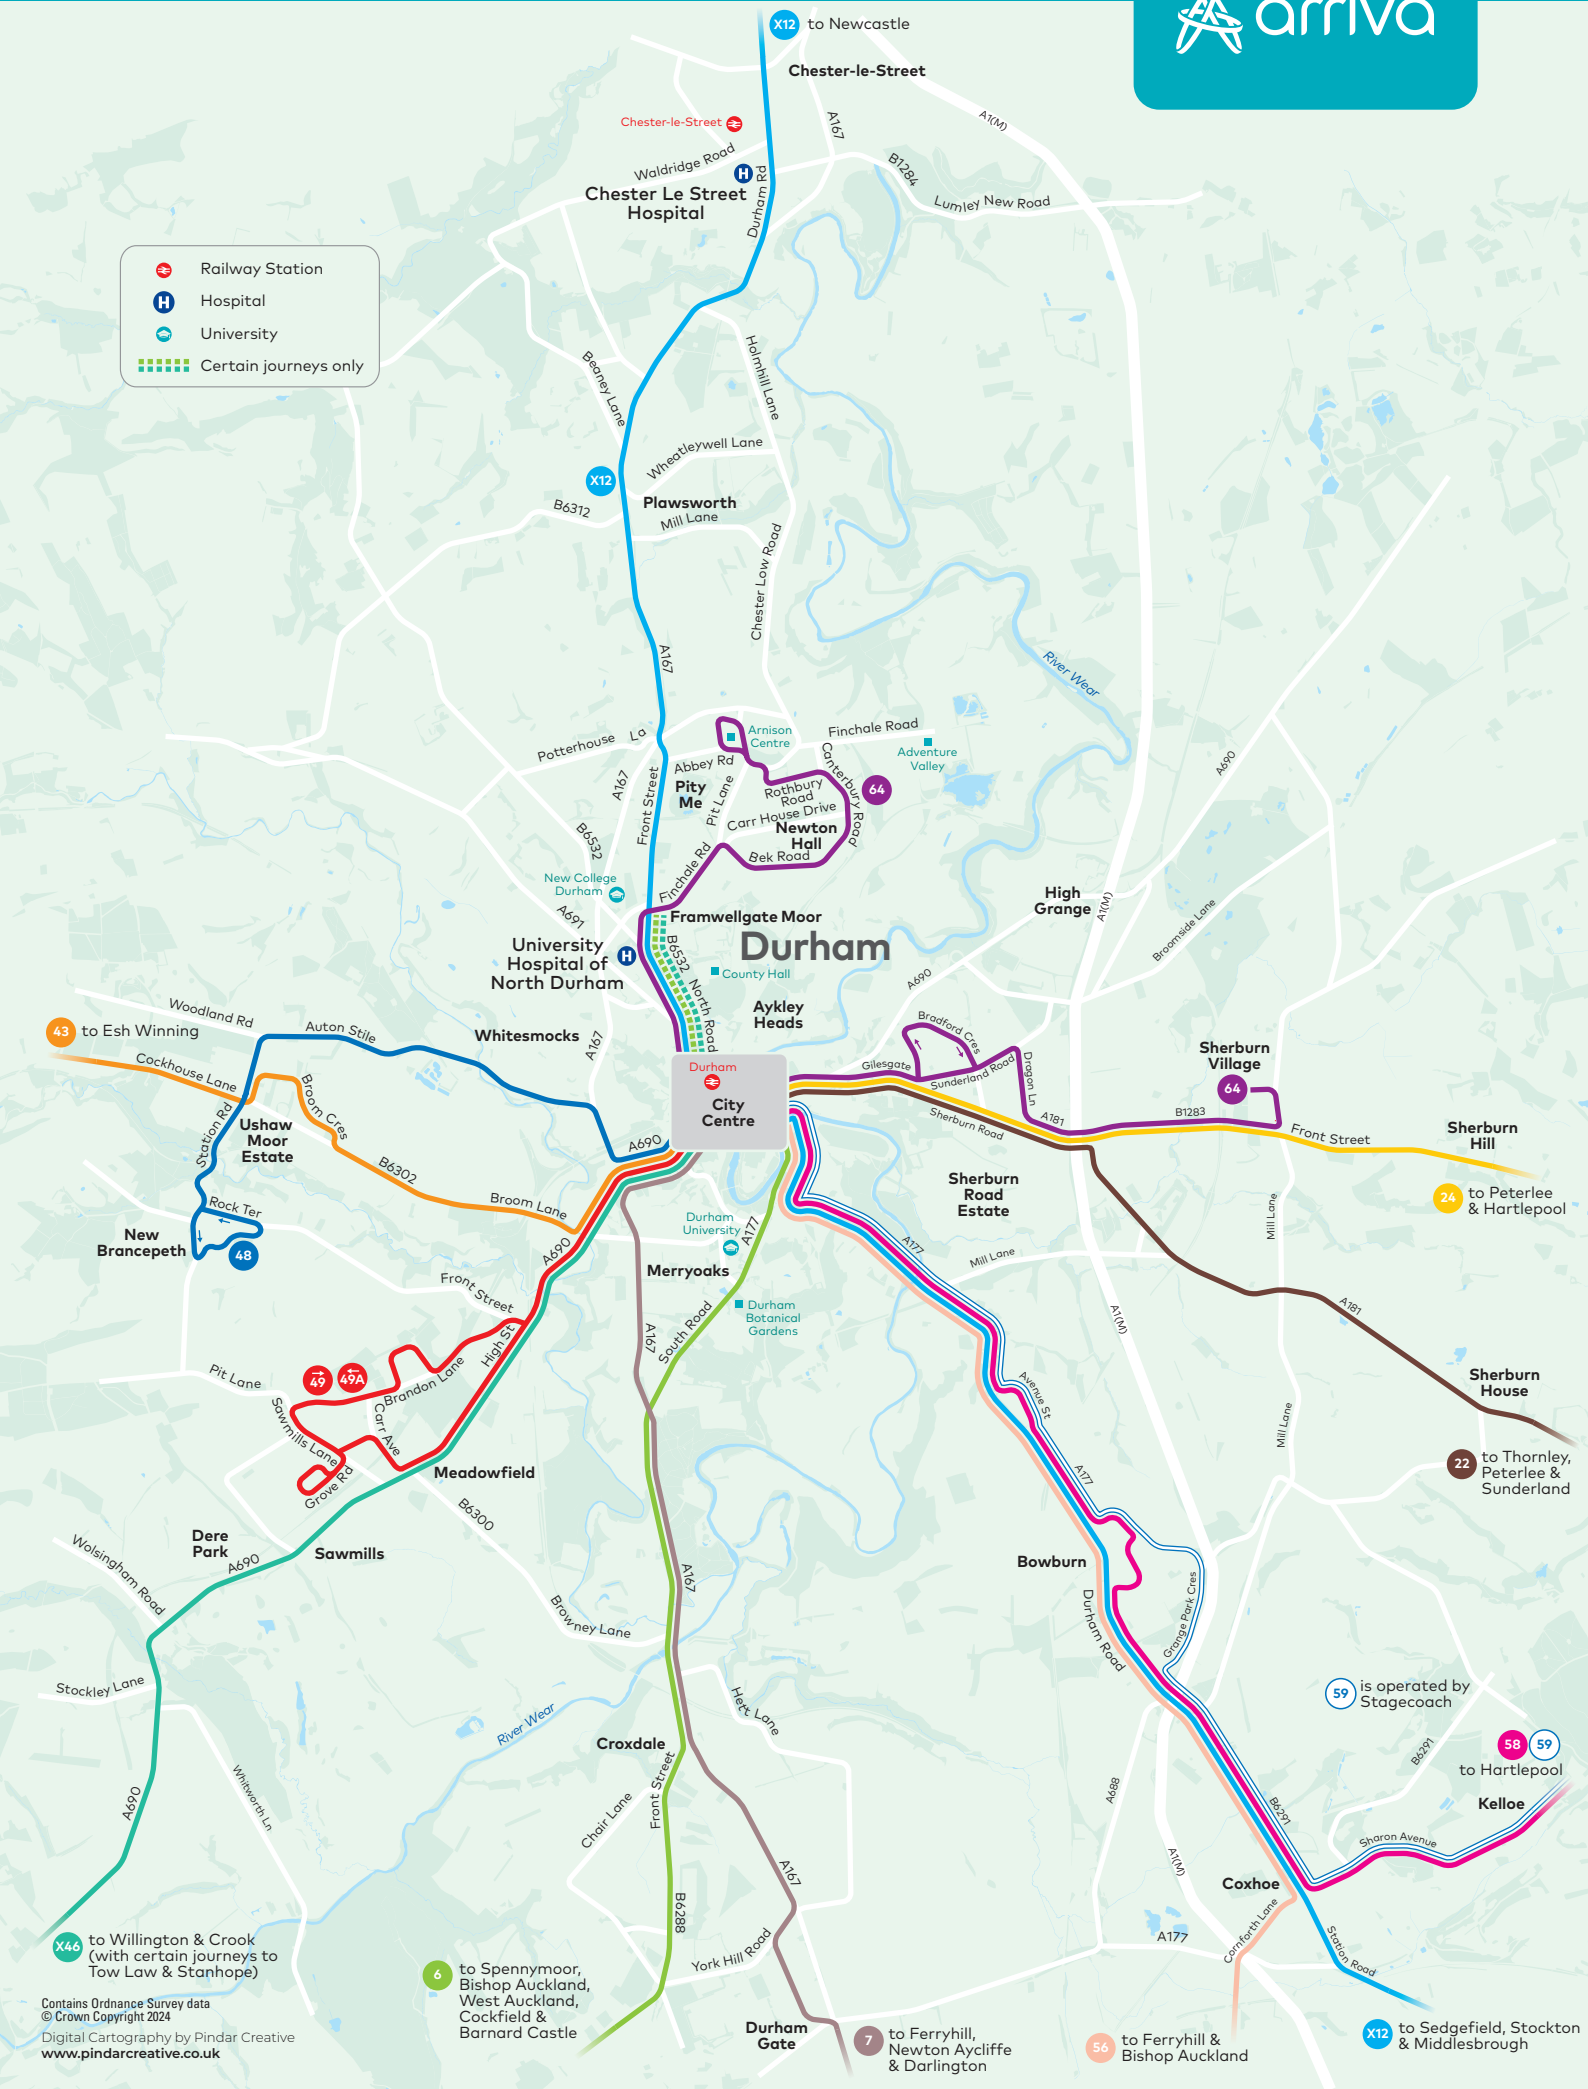 arriva
X12 to Newcastle
Chester-le-Street
A1(M)
Chester-le-Street
A167
Waldridge Road
B1284
H
Chester Le Street
Hospital
Durham Rd
Lumley New Road
Railway Station
H Hospital
University
Certain journeys only
Beaney Lane
Holmhill Lane
Wheatleywell Lane
X12
Plawsworth
B6312
Mill Lane
Chester Low Road
A167
River Wear
Potterhouse La
Arnison
Centre
Finchale Road
Adventure
Valley
A690
Abbey Rd
A167
Front Street
Pity
Me
Pit Lane
Rothbury
Road
Canterbury Road
64
Carr House Drive
Newton
Hall
Bek Road
B6532
Finchale Rd
New College
Durham
A691
High
Grange
A1(M)
Broomside Lane
Framwellgate Moor
Durham
University
Hospital of
North Durham
H
B6532
County Hall
North Road
A690
Aykley
Heads
Woodland Rd
43 to Esh Winning
Auton Stile
Whitesmocks
A167
Cockhouse Lane
Bradford Cres
Gilesgate
Sunderland Road
Dragon Ln
Sherburn
Village
64
Durham
City
Centre
Station Rd
Broom Cres
Ushaw
Moor
Estate
A690
Sherburn Road
A181
B1283
Front Street
Sherburn
Hill
24 to Peterlee
& Hartlepool
B6302
Broom Lane
Rock Ter
New
Brancepeth
48
Sherburn
Road
Estate
Mill Lane
Durham
University
A177
A690
Merryoaks
A177
Mill Lane
Front Street
Durham
Botanical
Gardens
A167
South Road
A1(M)
A181
High St
Pit Lane
49
49A
Brandon Lane
Sawmills Lane
Carr Ave
Grove Rd
Avenue St
Mill Lane
Sherburn
House
22 to Thornley,
Peterlee &
Sunderland
Meadowfield
A177
B6300
Dere
Park
Sawmills
A690
Wolsingham Road
Bowburn
A167
Durham Road
Grange Park Cres
Browney Lane
Stockley Lane
Hett Lane
River Wear
59 is operated by
Stagecoach
Croxdale
58 59
to Hartlepool
Kelloe
B6291
A690
Whitworth Ln
Chair Lane
Front Street
A688
B6291
Sharon Avenue
A167
A1(M)
Coxhoe
B6288
Cornforth Lane
X46 to Willington & Crook
(with certain journeys to
Tow Law & Stanhope)
York Hill Road
A177
Station Road
6 to Spennymoor,
Bishop Auckland,
West Auckland,
Cockfield &
Barnard Castle
Contains Ordnance Survey data
© Crown Copyright 2024
Digital Cartography by Pindar Creative
www.pindarcreative.co.uk
Durham
Gate
7 to Ferryhill,
Newton Aycliffe
& Darlington
56 to Ferryhill &
Bishop Auckland
X12 to Sedgefield, Stockton
& Middlesbrough